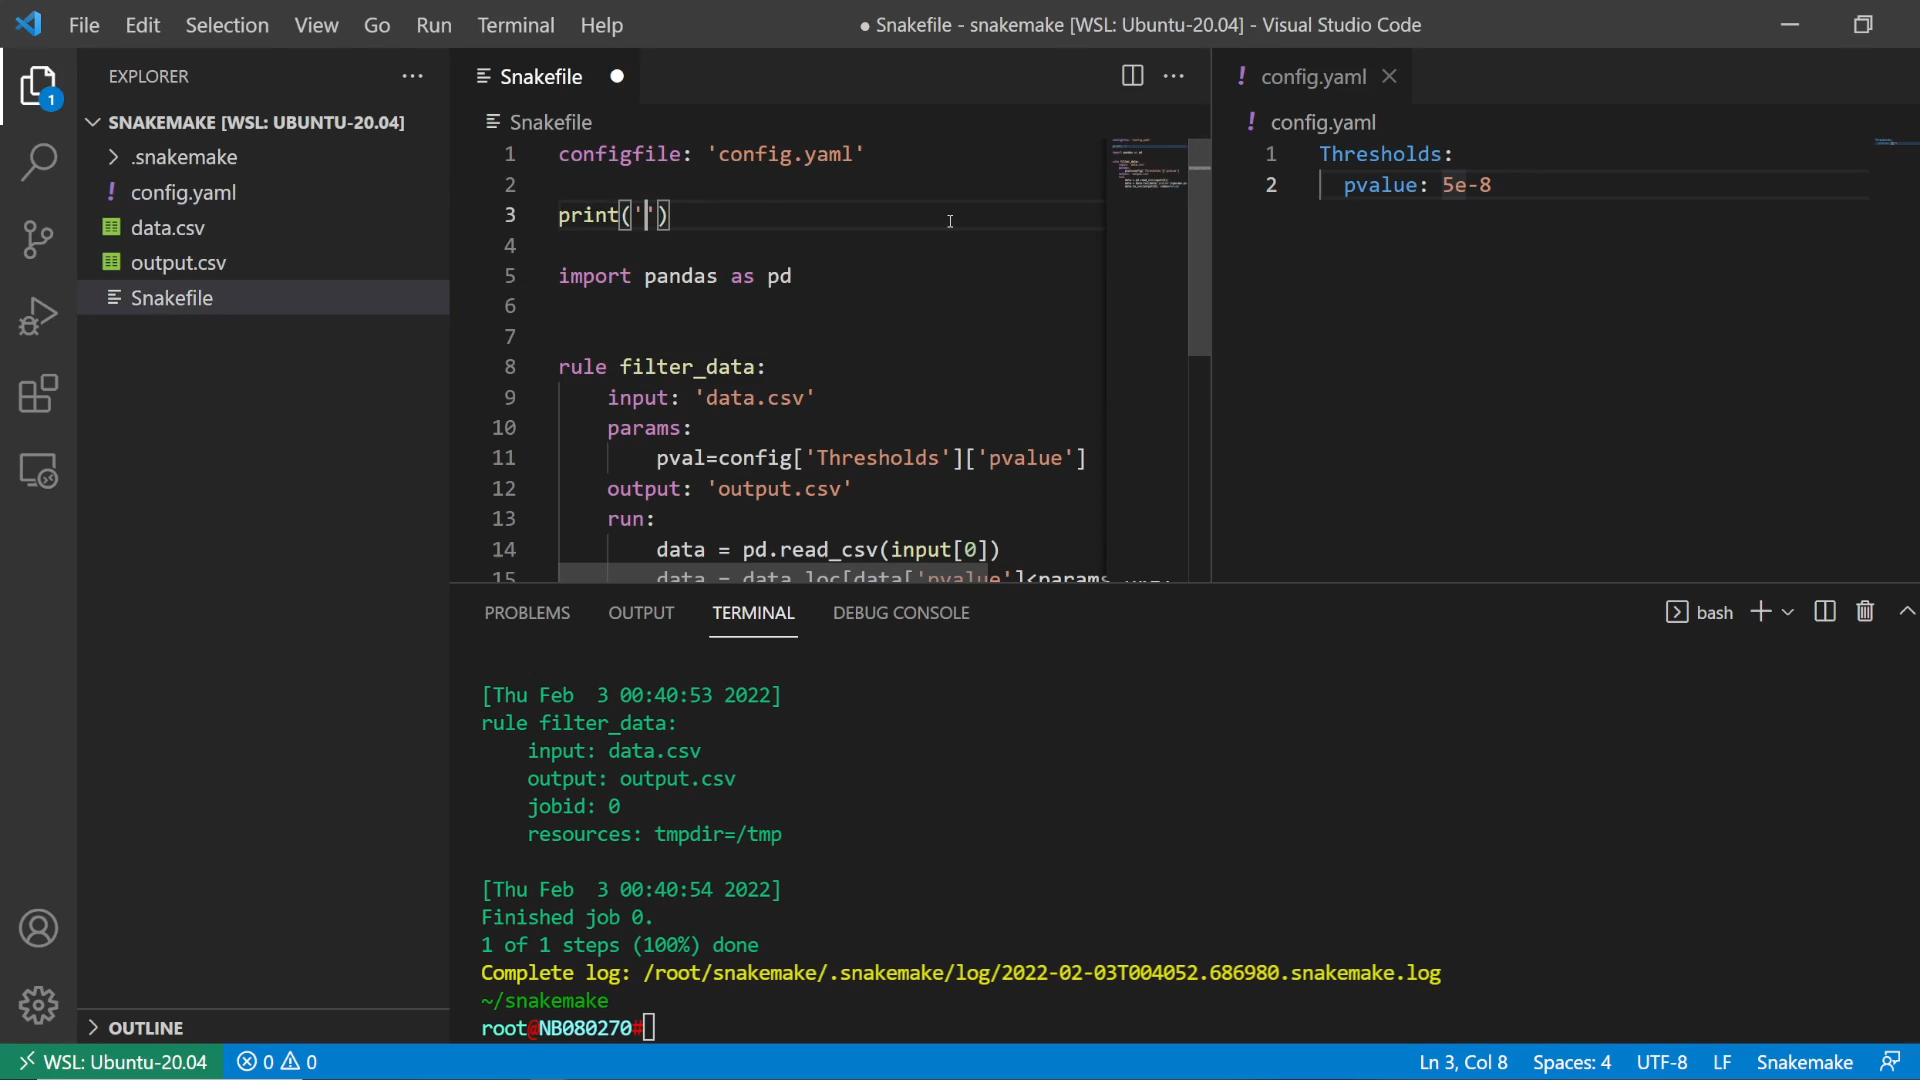 File Edit Selection View Go Run Terminal Help
● Snakefile - snakemake [WSL: Ubuntu-20.04] - Visual Studio Code
1
EXPLORER
SNAKEMAKE [WSL: UBUNTU-20.04]
.snakemake
config.yaml
data.csv
output.csv
Snakefile
OUTLINE
Snakefile
Snakefile
1 configfile: 'config.yaml'
2
3 print('')
4
5 import pandas as pd
6
7
8 rule filter_data:
9 input: 'data.csv'
10 params:
11 pval=config['Thresholds']['pvalue']
12 output: 'output.csv'
13 run:
14 data = pd.read_csv(input[0])
15 data = data.loc[data['pvalue']<params
config.yaml
config.yaml
1 Thresholds:
2 pvalue: 5e-8
PROBLEMS OUTPUT TERMINAL DEBUG CONSOLE
bash
[Thu Feb  3 00:40:53 2022]
rule filter_data:
input: data.csv
output: output.csv
jobid: 0
resources: tmpdir=/tmp
[Thu Feb  3 00:40:54 2022]
Finished job 0.
1 of 1 steps (100%) done
Complete log: /root/snakemake/.snakemake/log/2022-02-03T004052.686980.snakemake.log
~/snakemake
root@NB080270#
WSL: Ubuntu-20.04 0 0 Ln 3, Col 8 Spaces: 4 UTF-8 LF Snakemake